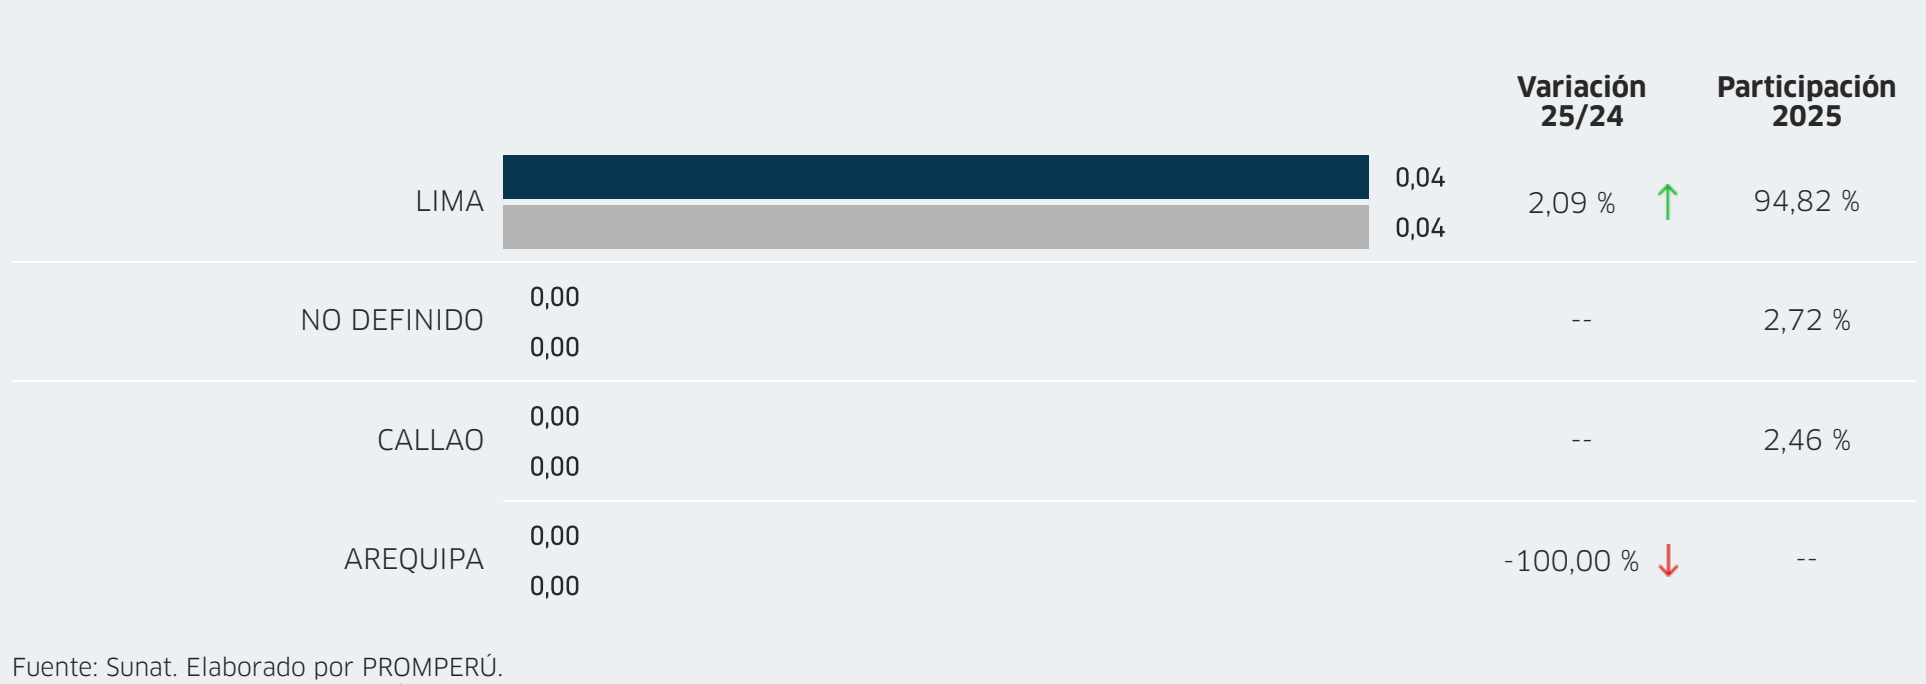 Variación Participación
25/24 2025
LIMA 0,04 2,09 % 94,82 %
0,04
NO DEFINIDO 0,00 -- 2,72 %
0,00
CALLAO 0,00 -- 2,46 %
0,00
AREQUIPA 0,00 -100,00 % --
0,00
Fuente: Sunat. Elaborado por PROMPERÚ.